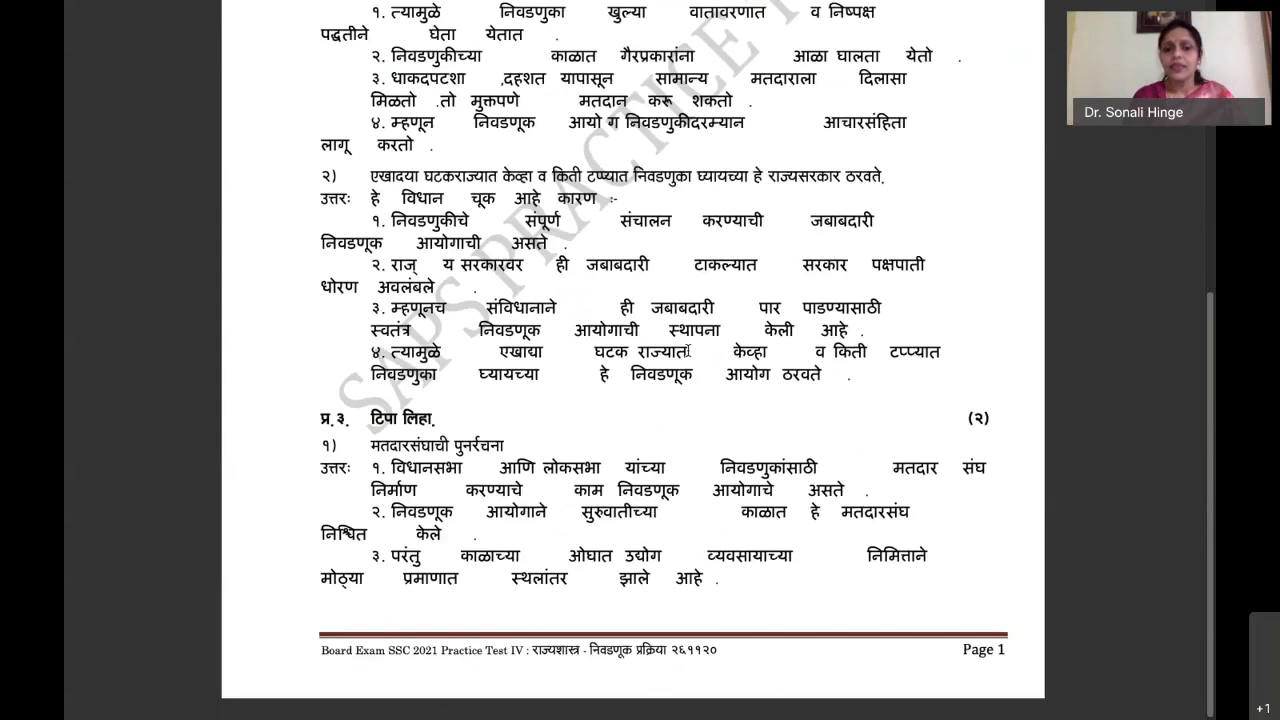 १. त्यामुळे निवडणुका खुल्या वातावरणात व निष्पक्ष
पद्धतीने घेता येतात .
२. निवडणुकीच्या काळात गैरप्रकारांना आळा घालता येतो .
३. धाकदपटशा ,दहशत यापासून सामान्य मतदाराला दिलासा
मिळतो .तो मुक्तपणे मतदान करू शकतो .
४. म्हणून निवडणूक आयो ग निवडणुकीदरम्यान आचारसंहिता
लागू करतो .
२) एखादया घटकराज्यात केव्हा व किती टप्प्यात निवडणुका घ्यायच्या हे राज्यसरकार ठरवते.
उत्तरः हे विधान चूक आहे कारण :-
१. निवडणुकीचे संपूर्ण संचालन करण्याची जबाबदारी
निवडणूक आयोगाची असते .
२. राज् य सरकारवर ही जबाबदारी टाकल्यात सरकार पक्षपाती
धोरण अवलंबले .
३. म्हणूनच संविधानाने ही जबाबदारी पार पाडण्यासाठी
स्वतंत्र निवडणूक आयोगाची स्थापना केली आहे .
४. त्यामुळे एखाद्या घटक राज्यात केव्हा व किती टप्प्यात
निवडणुका घ्यायच्या हे निवडणूक आयोग ठरवते .
प्र.३. टिपा लिहा. (२)
१) मतदारसंघाची पुनर्रचना
उत्तरः १. विधानसभा आणि लोकसभा यांच्या निवडणुकांसाठी मतदार संघ
निर्माण करण्याचे काम निवडणूक आयोगाचे असते .
२. निवडणूक आयोगाने सुरुवातीच्या काळात हे मतदारसंघ
निश्चित केले .
३. परंतु काळाच्या ओघात उद्योग व्यवसायाच्या निमित्ताने
मोठ्या प्रमाणात स्थलांतर झाले आहे .
Board Exam SSC 2021 Practice Test IV : राज्यशास्त्र - निवडणूक प्रक्रिया २६११२० Page 1
SAPS PRACTICE T
Dr. Sonali Hinge
+1